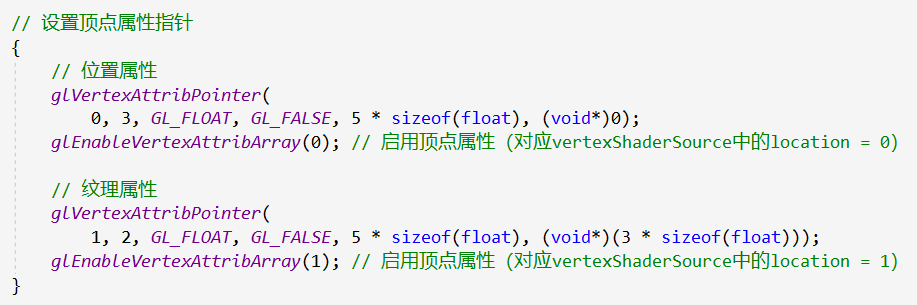 // 设置顶点属性指针
{
// 位置属性
glVertexAttribPointer(
0, 3, GL_FLOAT, GL_FALSE, 5 * sizeof(float), (void*)0);
glEnableVertexAttribArray(0); // 启用顶点属性 (对应vertexShaderSource中的location = 0)
// 纹理属性
glVertexAttribPointer(
1, 2, GL_FLOAT, GL_FALSE, 5 * sizeof(float), (void*)(3 * sizeof(float)));
glEnableVertexAttribArray(1); // 启用顶点属性 (对应vertexShaderSource中的location = 1)
}